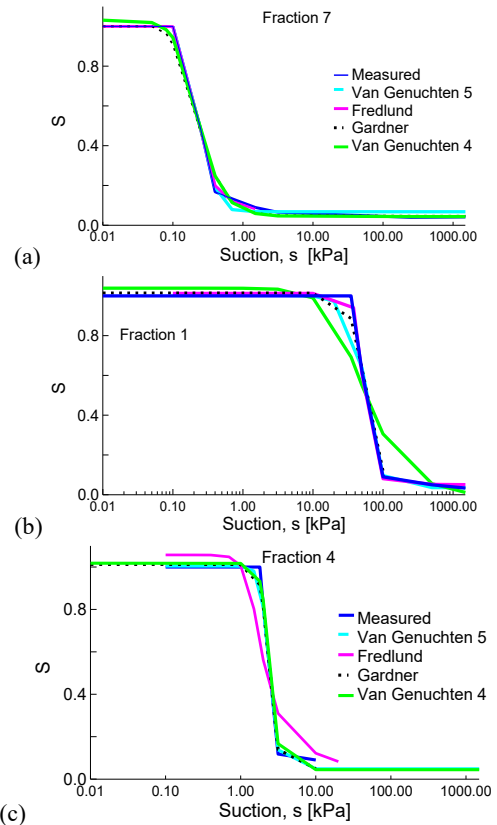 Fraction 7
Measured
Van Genuchten 5
Fredlund
Gardner
Van Genuchten 4
S
0.8
0.4
0.0
0.01 0.10 1.00 10.00 100.00 1000.00
Suction, s [kPa]
(a)
Fraction 1
S
0.8
0.4
0.0
0.01 0.10 1.00 10.00 100.00 1000.00
Suction, s [kPa]
(b)
Fraction 4
Measured
Van Genuchten 5
Fredlund
Gardner
Van Genuchten 4
S
0.8
0.4
0.0
0.01 0.10 1.00 10.00 100.00 1000.00
Suction, s [kPa]
(c)